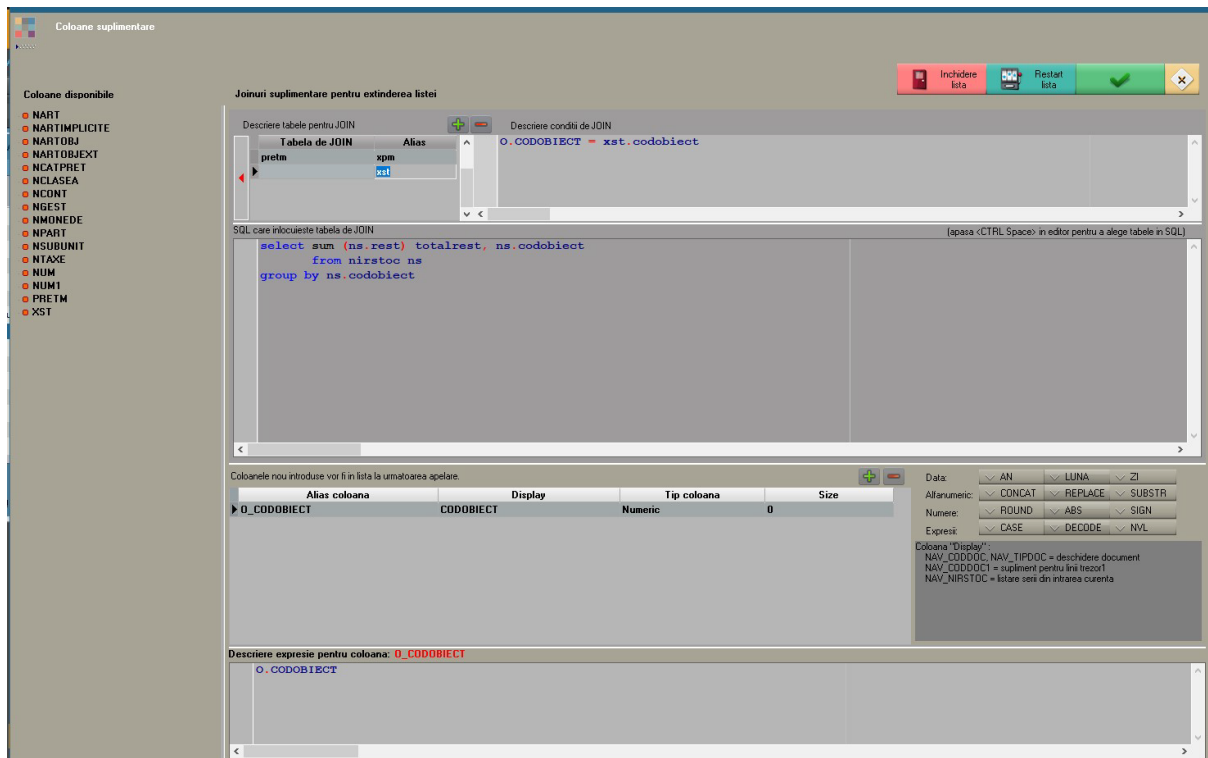 Coloane suplimentare
Inchidere lista
Restart lista
Coloane disponibile
NART
NARTIMPLICITE
NARTOBJ
NARTOBJEXT
NCATPRET
NCLASEA
NCONT
NGEST
NMONEDE
NPART
NSUBUNIT
NTAXE
NUM
NUM1
PRETM
XST
Joinuri suplimentare pentru extinderea listei
Descriere tabele pentru JOIN
Descriere conditii de JOIN
Tabela de JOIN Alias
pretm xpm
xst
O.CODOBIECT = xst.codobiect
SQL care inlocuieste tabela de JOIN
(apasa <CTRL Space> in editor pentru a alege tabele in SQL)
select sum (ns.rest) totalrest, ns.codobiect
from nirstoc ns
group by ns.codobiect
Coloanele nou introduse vor fi in lista la urmatoarea apelare.
Alias coloana Display Tip coloana Size
O_CODOBIECT CODOBIECT Numeric 0
Data: AN LUNA ZI
Alfanumeric: CONCAT REPLACE SUBSTR
Numere: ROUND ABS SIGN
Expresii: CASE DECODE NVL
Coloana "Display" :
NAV_CODDOC, NAV_TIPDOC = deschidere document
NAV_CODDOC1 = supliment pentru linii trezor1
NAV_NIRSTOC = listare serii din intrarea curenta
Descriere expresie pentru coloana: O_CODOBIECT
O.CODOBIECT